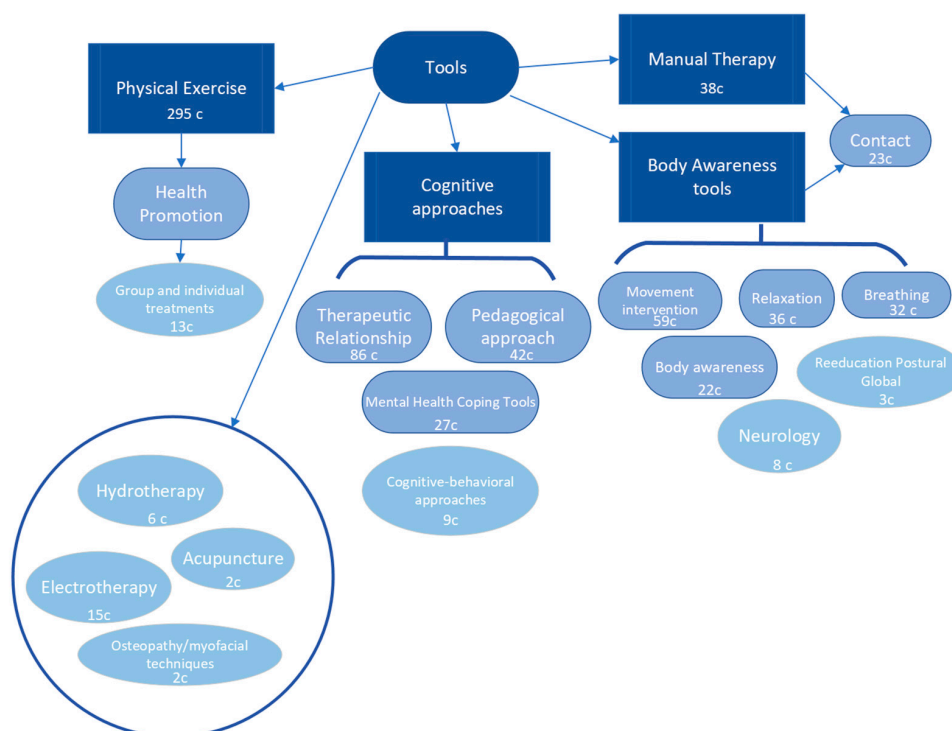 Tools
Physical Exercise
295 c
Manual Therapy
38c
Contact
23c
Health
Promotion
Cognitive
approaches
Body Awareness
tools
Group and individual
treatments
13c
Therapeutic
Relationship
86 c
Pedagogical
approach
42c
Movement
intervention
59c
Relaxation
36 c
Breathing
32 c
Mental Health Coping Tools
27c
Body awareness
22c
Reeducation Postural
Global
3c
Neurology
8 c
Cognitive-behavioral
approaches
9c
Hydrotherapy
6 c
Acupuncture
2c
Electrotherapy
15c
Osteopathy/myofacial
techniques
2c